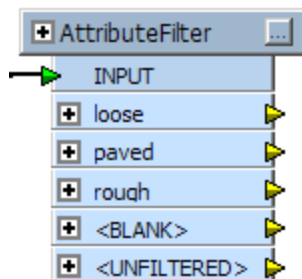 AttributeFilter ...
INPUT
loose
paved
rough
<BLANK>
<UNFILTERED>